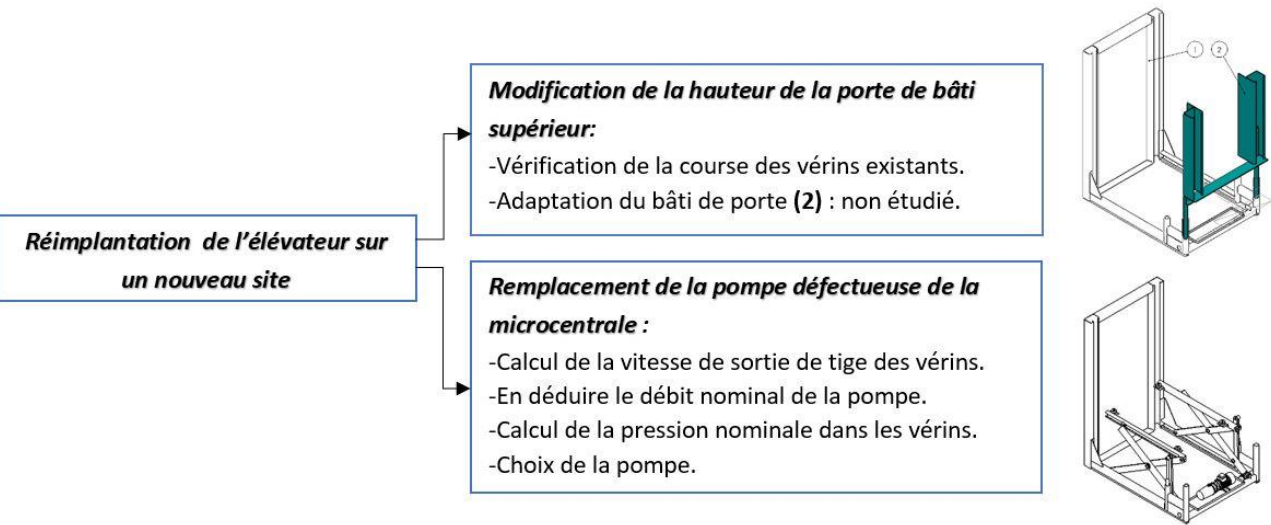 Réimplantation de l’élévateur sur
un nouveau site
Modification de la hauteur de la porte de bâti
supérieur:
-Vérification de la course des vérins existants.
-Adaptation du bâti de porte (2) : non étudié.
Remplacement de la pompe défectueuse de la
microcentrale :
-Calcul de la vitesse de sortie de tige des vérins.
-En déduire le débit nominal de la pompe.
-Calcul de la pression nominale dans les vérins.
-Choix de la pompe.
1 2